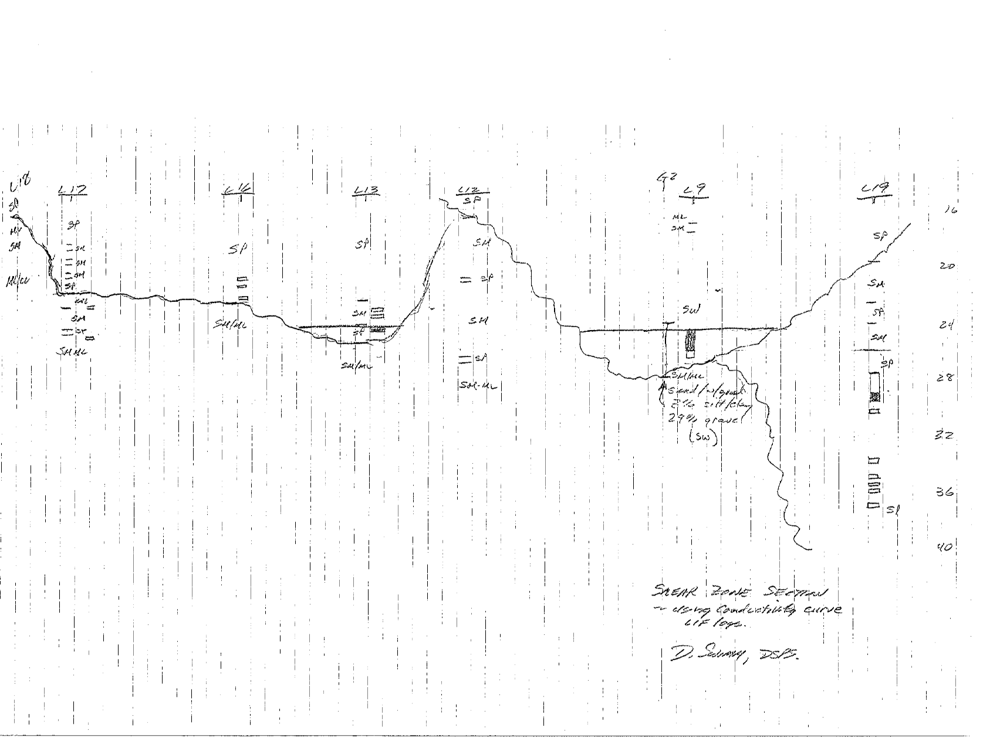 L18
L17
L16
L13
L12
G2
L9
L19
SP
ML
SM
ML/CL
SP
SM
SM
SM
SP
SM
SP
SM/ML
SP
SM/ML
SP
SM
SP
SM/ML
SP
SM
SP
SM
SP
SM-ML
ML
SM
SW
SM/ML
sand/w/gravel
2% silt/clay
29% gravel
(SW)
SP
SM
SP
SM
SP
SP
16
20
24
28
32
36
40
SMEAR ZONE SECTION
~ using Conductivity curve
LIF logs.
D. DSPS.